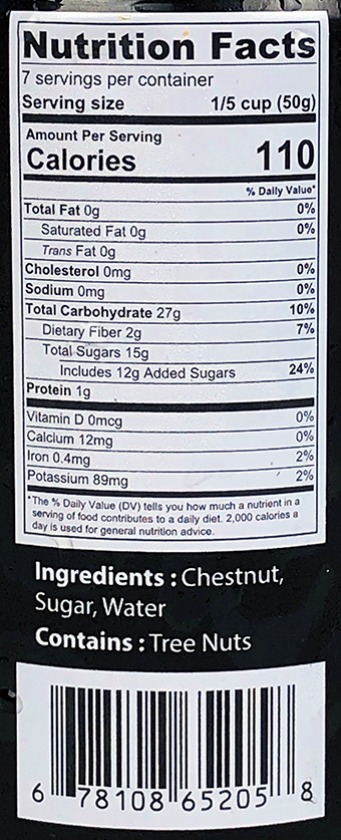 Nutrition Facts
7 servings per container
Serving size 1/5 cup (50g)
Amount Per Serving
Calories 110
% Daily Value*
Total Fat 0g 0%
Saturated Fat 0g 0%
Trans Fat 0g
Cholesterol 0mg 0%
Sodium 0mg 0%
Total Carbohydrate 27g 10%
Dietary Fiber 2g 7%
Total Sugars 15g
Includes 12g Added Sugars 24%
Protein 1g
Vitamin D 0mcg 0%
Calcium 12mg 0%
Iron 0.4mg 2%
Potassium 89mg 2%
*The % Daily Value (DV) tells you how much a nutrient in a
serving of food contributes to a daily diet. 2,000 calories a
day is used for general nutrition advice.
Ingredients : Chestnut,
Sugar, Water
Contains : Tree Nuts
6 78108 65205 8